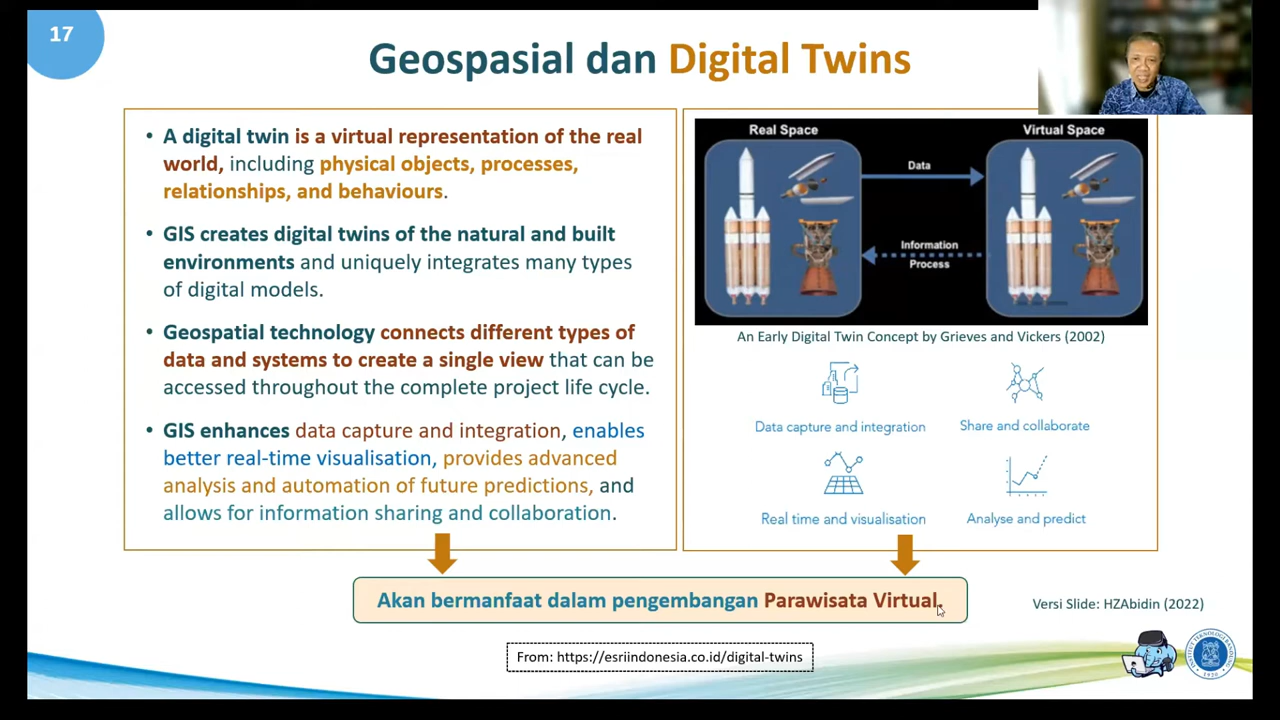 17
Geospasial dan Digital Twins
• A digital twin is a virtual representation of the real
world, including physical objects, processes,
relationships, and behaviours.
• GIS creates digital twins of the natural and built
environments and uniquely integrates many types
of digital models.
• Geospatial technology connects different types of
data and systems to create a single view that can be
accessed throughout the complete project life cycle.
• GIS enhances data capture and integration, enables
better real-time visualisation, provides advanced
analysis and automation of future predictions, and
allows for information sharing and collaboration.
Real Space
Virtual Space
Data
Information
Process
An Early Digital Twin Concept by Grieves and Vickers (2002)
Data capture and integration
Share and collaborate
Real time and visualisation
Analyse and predict
Akan bermanfaat dalam pengembangan Parawisata Virtual.
Versi Slide: HZAbidin (2022)
From: https://esriindonesia.co.id/digital-twins
1920